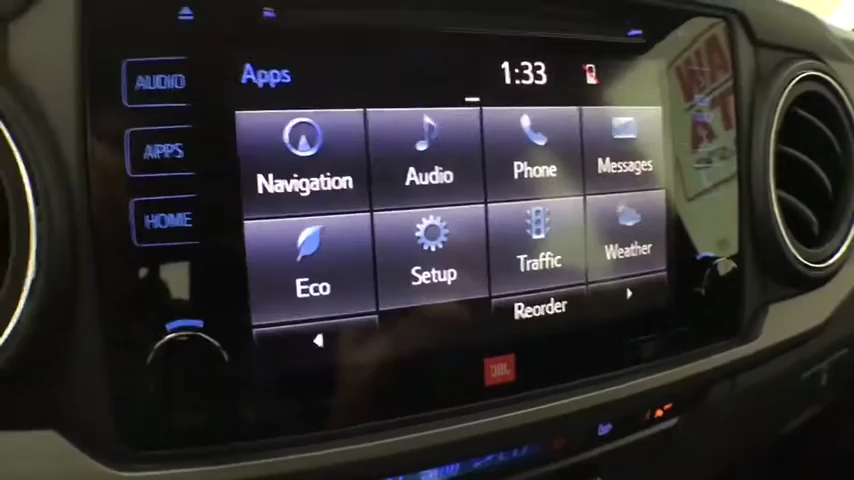 AUDIO
APPS
HOME
Apps
1:33
Navigation
Audio
Phone
Messages
Eco
Setup
Traffic
Weather
Reorder
JBL